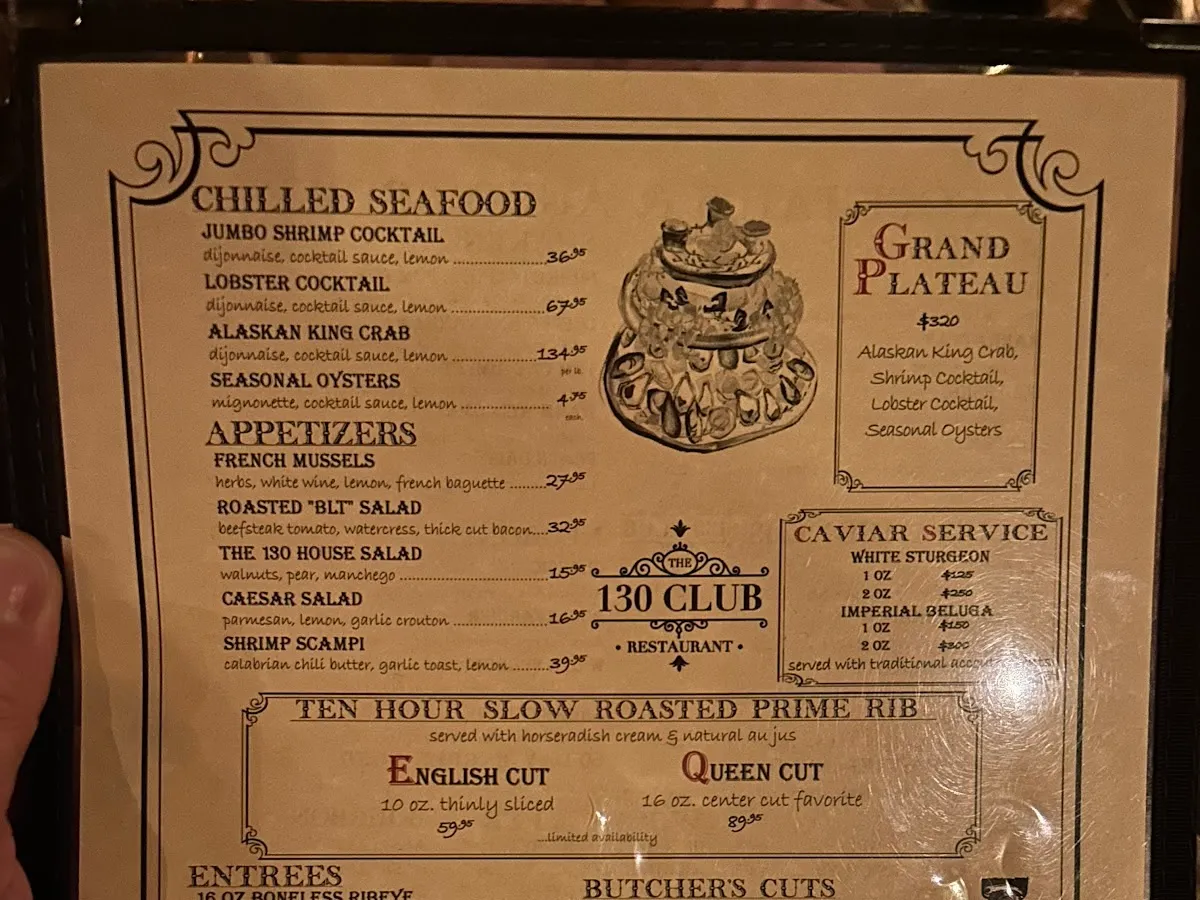 CHILLED SEAFOOD
JUMBO SHRIMP COCKTAIL
dijonnaise, cocktail sauce, lemon ......................36.95
LOBSTER COCKTAIL
dijonnaise, cocktail sauce, lemon ......................67.95
ALASKAN KING CRAB
dijonnaise, cocktail sauce, lemon ....................134.95
per lb.
SEASONAL OYSTERS
mignonette, cocktail sauce, lemon ..................... 4.75
each.
APPETIZERS
FRENCH MUSSELS
herbs, white wine, lemon, french baguette ........27.95
ROASTED "BLT" SALAD
beefsteak tomato, watercress, thick cut bacon....32.95
THE 130 HOUSE SALAD
walnuts, pear, manchego ...................................15.95
CAESAR SALAD
parmesan, lemon, garlic crouton ......................16.95
SHRIMP SCAMPI
calabrian chili butter, garlic toast, lemon ........39.95
GRAND
PLATEAU
$320
Alaskan King Crab,
Shrimp Cocktail,
Lobster Cocktail,
Seasonal Oysters
THE
130 CLUB
• RESTAURANT •
CAVIAR SERVICE
WHITE STURGEON
1 OZ $125
2 OZ $250
IMPERIAL BELUGA
1 OZ $150
2 OZ $300
served with traditional
TEN HOUR SLOW ROASTED PRIME RIB
served with horseradish cream & natural au jus
ENGLISH CUT
10 oz. thinly sliced
59.95
QUEEN CUT
16 oz. center cut favorite
89.95
...limited availability
ENTREES
16 OZ BONELESS RIBEYE
BUTCHER'S CUTS